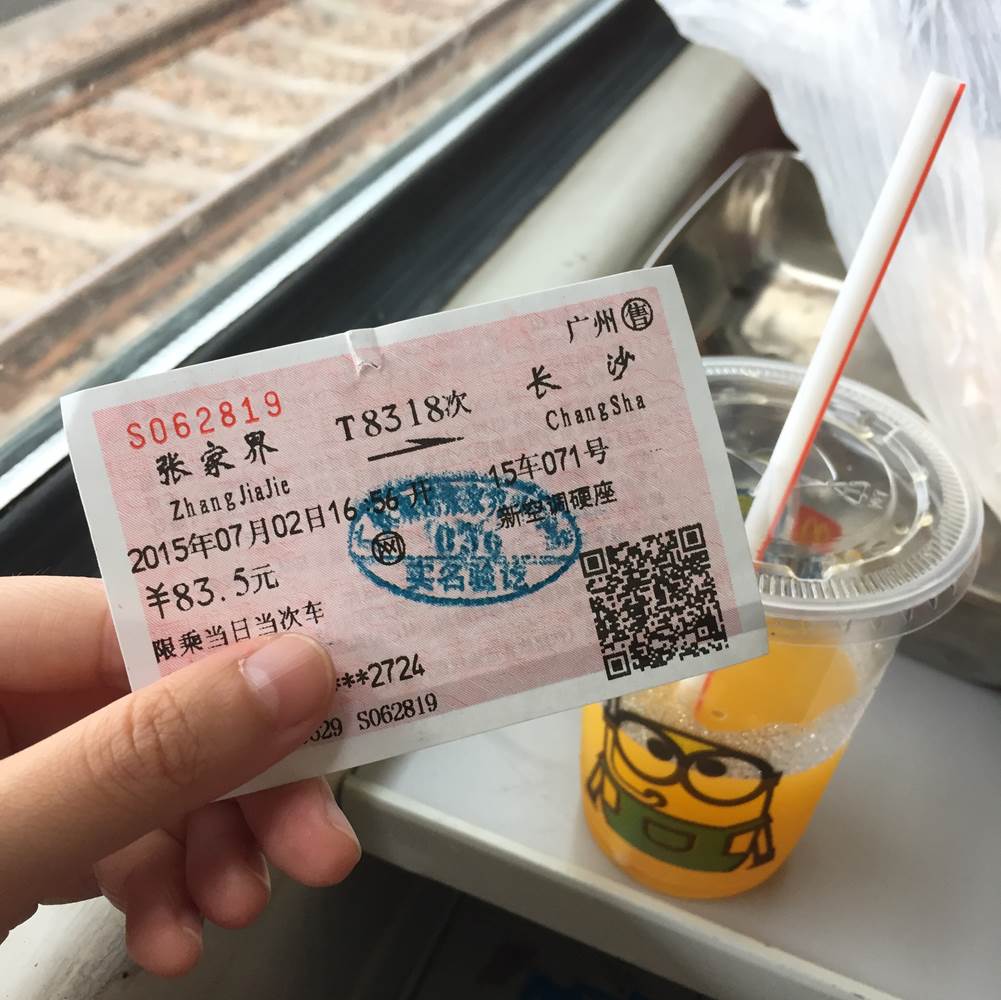 广州售
S062819
T8318次
张家界
长沙
ZhangJiaJie
ChangSha
2015年07月02日16:56开
15车071号
¥83.5元
网
新空调硬座
限乘当日当次车
036
实名验讫
***2724
629 S062819